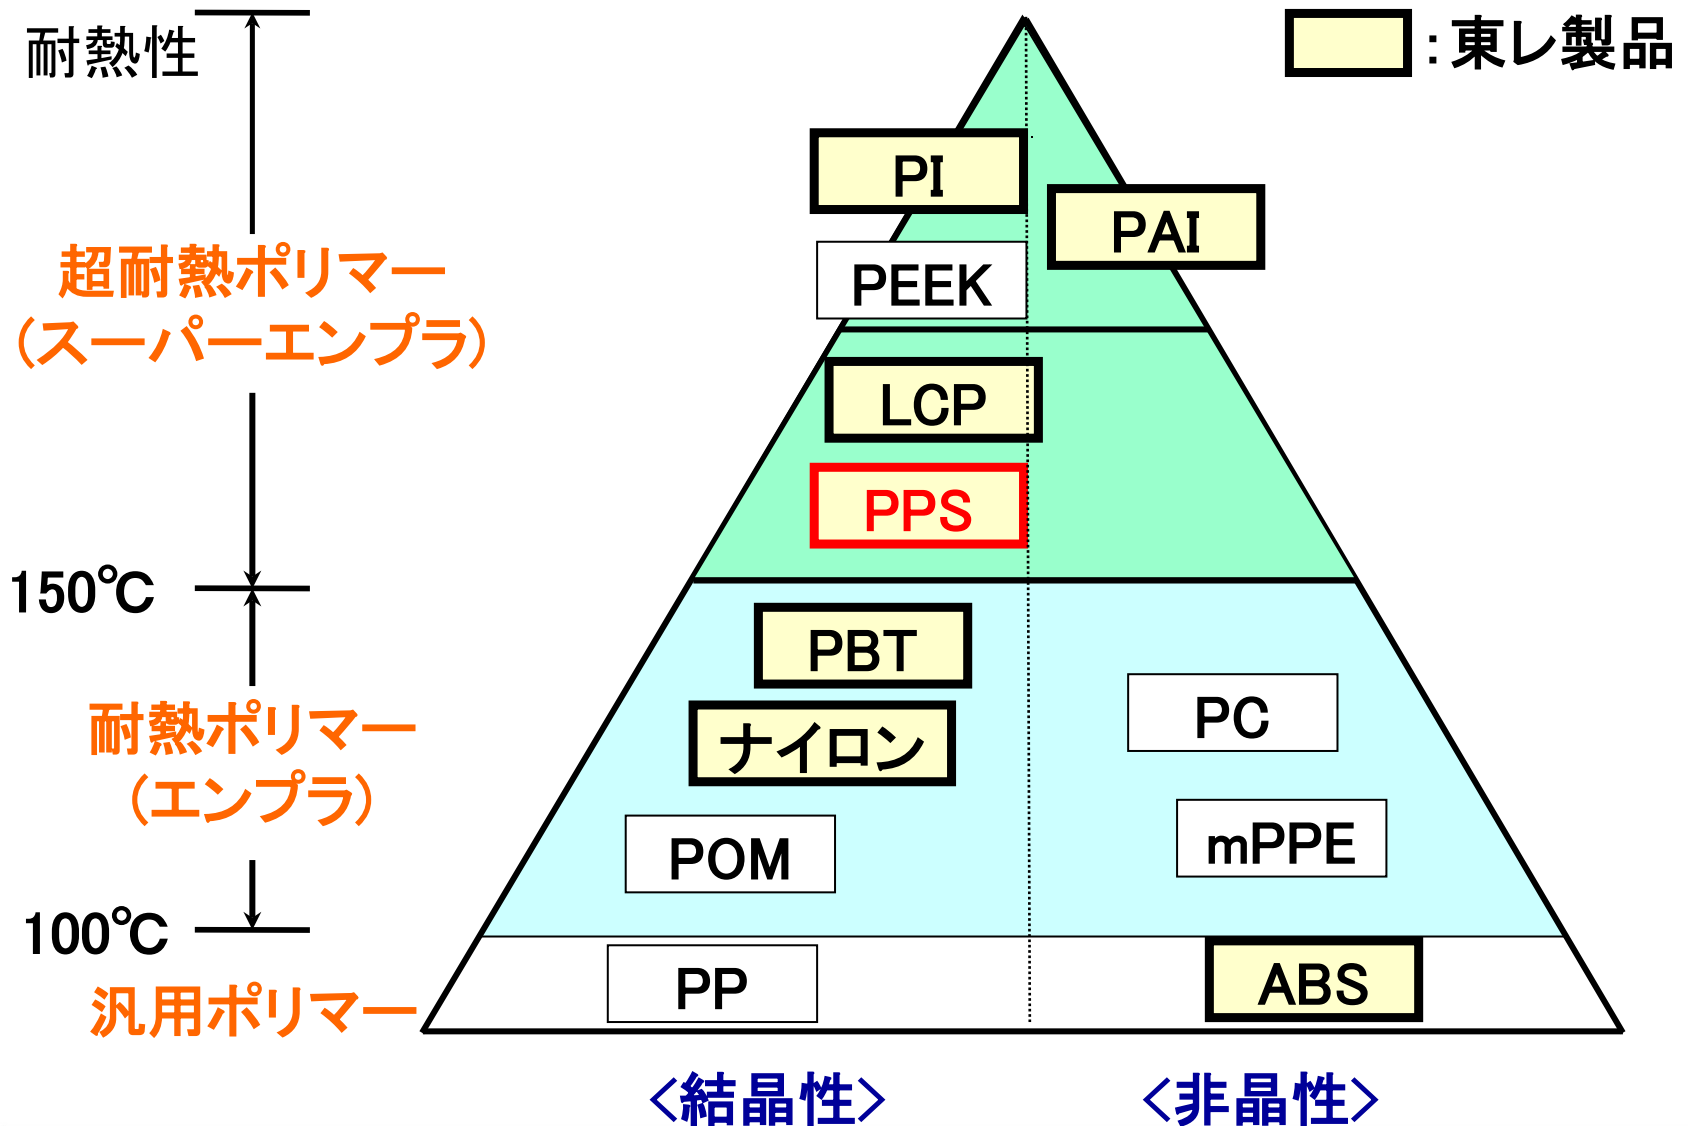 耐熱性
：東レ製品
PI
PAI
超耐熱ポリマー
（スーパーエンプラ）
PEEK
LCP
PPS
150℃
PBT
耐熱ポリマー
（エンプラ）
ナイロン
PC
POM
mPPE
100℃
汎用ポリマー
PP
ABS
＜結晶性＞
＜非晶性＞